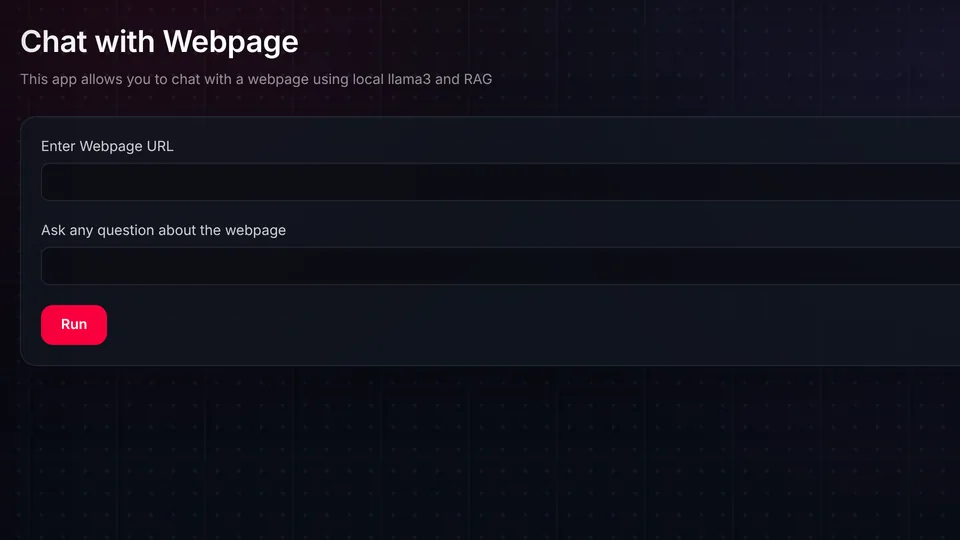 Chat with Webpage
This app allows you to chat with a webpage using local llama3 and RAG
Enter Webpage URL
Ask any question about the webpage
Run